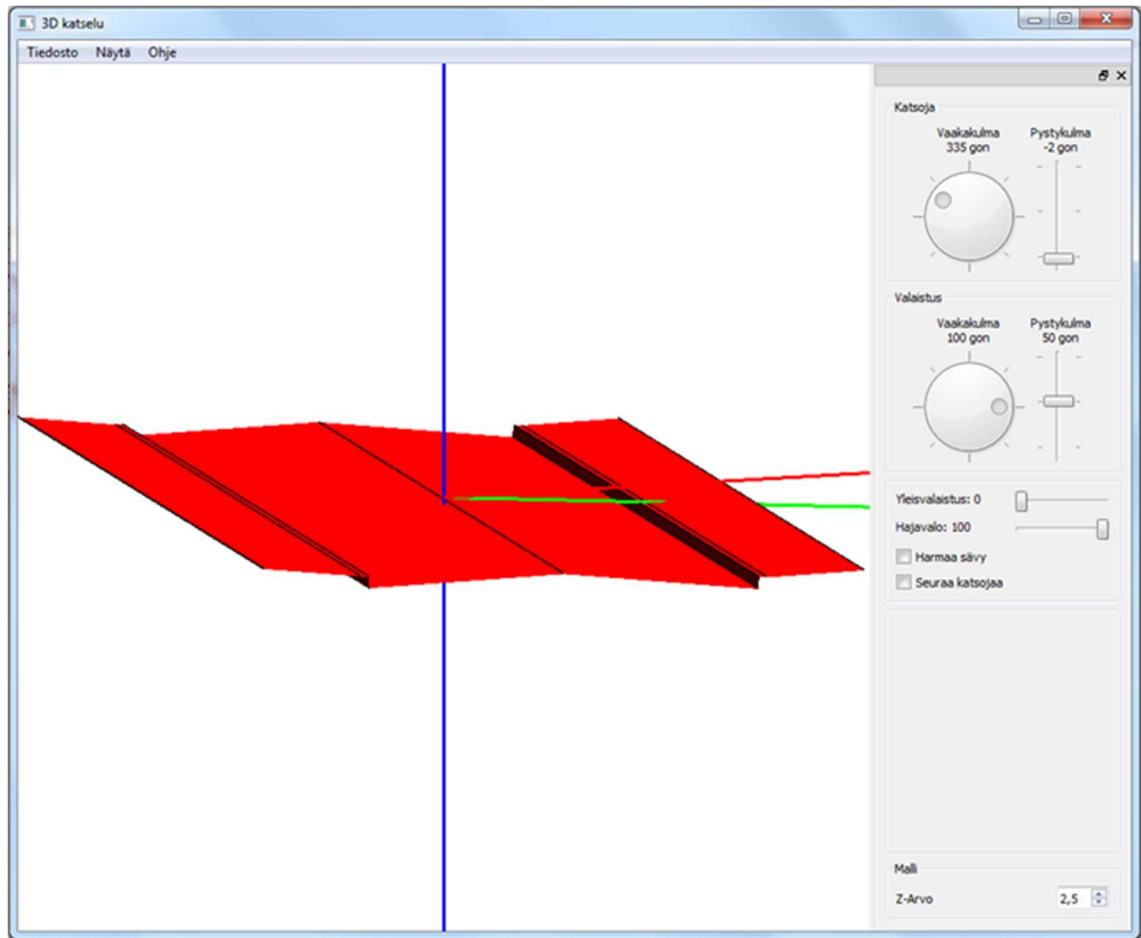 3D katselu
Tiedosto Näytä Ohje
Katsoja
Vaakakulma Pystykulma
335 gon -2 gon
Valaistus
Vaakakulma Pystykulma
100 gon 50 gon
Yleisvalaistus: 0
Hajavalo: 100
Harmaa sävy
Seuraa katsojaa
Malli
Z-Arvo 2,5